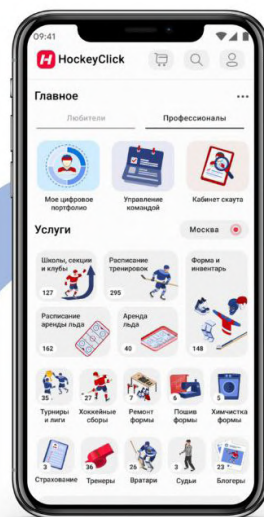 09:41
HockeyClick
Главное
Любители
Профессионалы
Мое цифровое
портфолио
Управление
командой
Кабинет скаута
Услуги
Москва
Школы, секции
и клубы
127
Расписание
тренировок
295
Форма и
инвентарь
148
Расписание
аренды льда
162
Аренда
льда
40
35
27
7
6
5
Турниры
и лиги
Хоккейные
сборы
Ремонт
формы
Пошив
формы
Химчистка
формы
3
36
26
3
23
Страхование
Тренеры
Вратари
Судьи
Блогеры